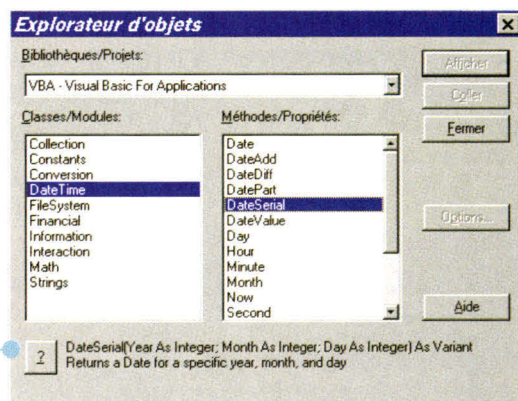 Explorateur d'objets
Bibliothèques/Projets:
VBA - Visual Basic For Applications
Afficher
Coller
Fermer
Options...
Aide
Classes/Modules:
Collection
Constants
Conversion
DateTime
FileSystem
Financial
Information
Interaction
Math
Strings
Méthodes/Propriétés:
Date
DateAdd
DateDiff
DatePart
DateSerial
DateValue
Day
Hour
Minute
Month
Now
Second
?
DateSerial(Year As Integer; Month As Integer; Day As Integer) As Variant
Returns a Date for a specific year, month, and day